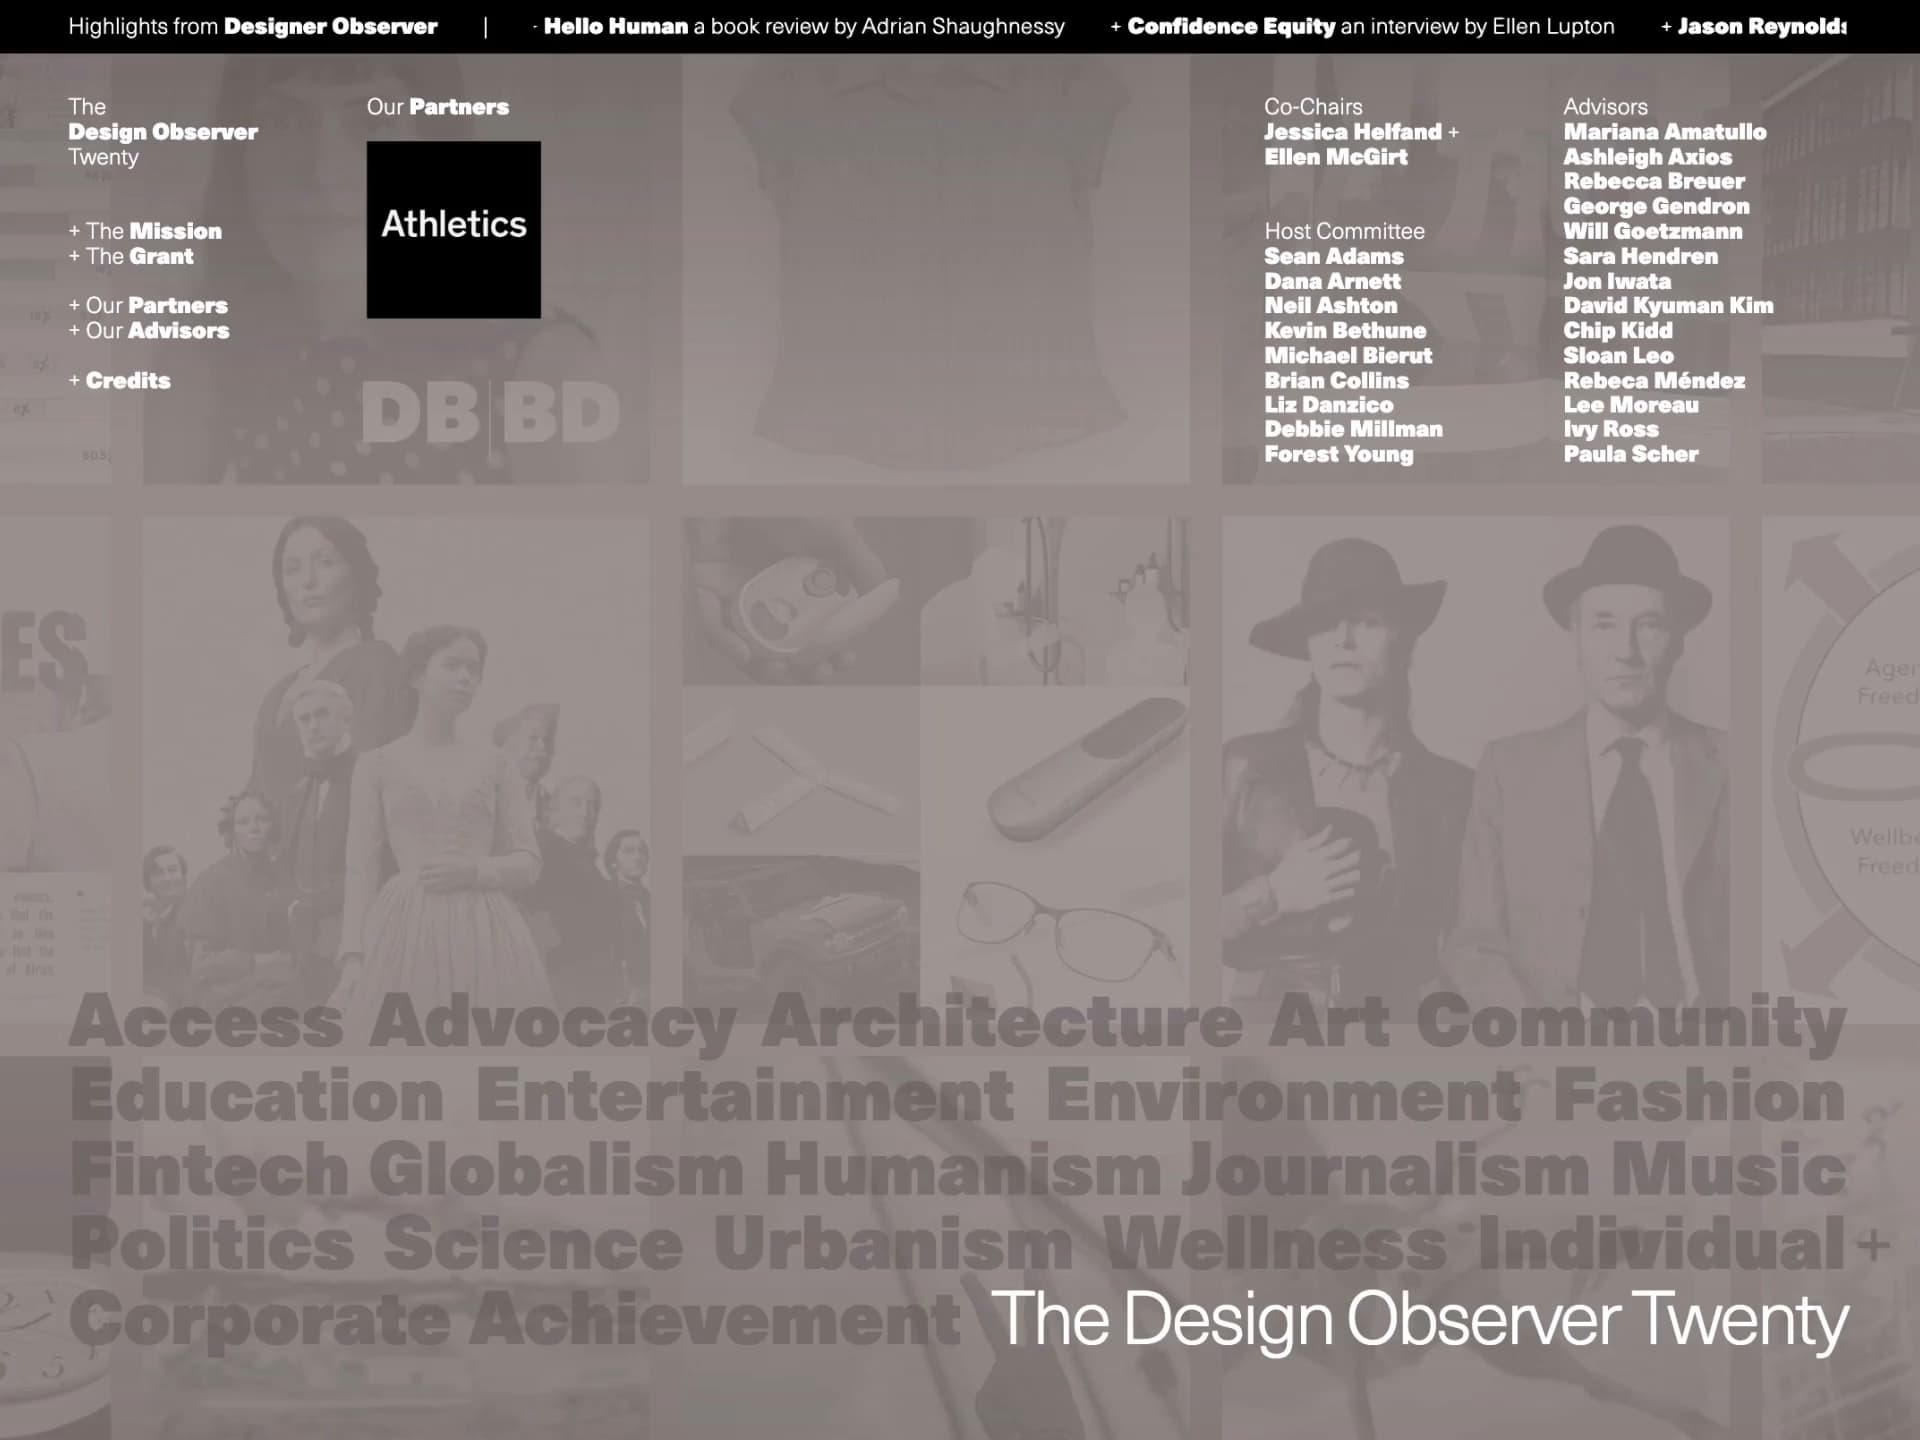 Highlights from Designer Observer | - Hello Human a book review by Adrian Shaughnessy + Confidence Equity an interview by Ellen Lupton + Jason Reynolds
The
Design Observer
Twenty
+ The Mission
+ The Grant
+ Our Partners
+ Our Advisors
+ Credits
Our Partners
Athletics
DB|BD
Co-Chairs
Jessica Helfand +
Ellen McGirt
Host Committee
Sean Adams
Dana Arnett
Neil Ashton
Kevin Bethune
Michael Bierut
Brian Collins
Liz Danzico
Debbie Millman
Forest Young
Advisors
Mariana Amatullo
Ashleigh Axios
Rebecca Breuer
George Gendron
Will Goetzmann
Sara Hendren
Jon Iwata
David Kyuman Kim
Chip Kidd
Sloan Leo
Rebeca Méndez
Lee Moreau
Ivy Ross
Paula Scher
ES
Access Advocacy Architecture Art Community
Education Entertainment Environment Fashion
Fintech Globalism Humanism Journalism Music
Politics Science Urbanism Wellness Individual +
Corporate Achievement The Design Observer Twenty